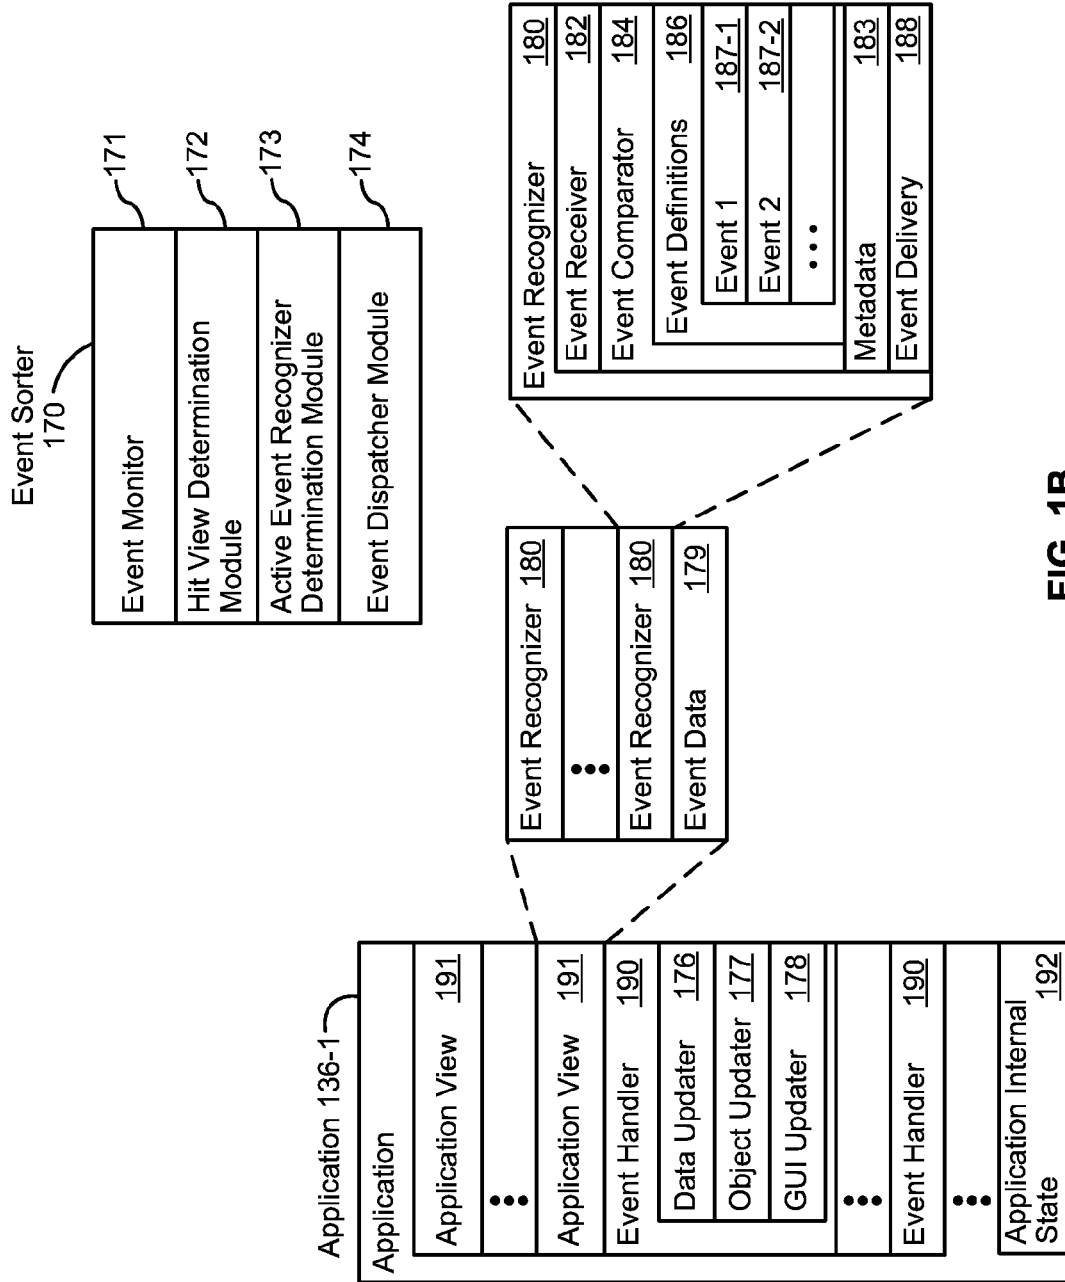 Event Sorter
170
Event Monitor
171
Hit View Determination
Module
172
Active Event Recognizer
Determination Module
173
Event Dispatcher Module
174
Application 136-1
Application
Application View 191
•••
Application View 191
Event Handler 190
Data Updater 176
Object Updater 177
GUI Updater 178
•••
Event Handler 190
•••
Application Internal
State 192
Event Recognizer 180
•••
Event Recognizer 180
Event Data 179
Event Recognizer 180
Event Receiver 182
Event Comparator 184
Event Definitions 186
Event 1 187-1
Event 2 187-2
•••
Metadata 183
Event Delivery 188
FIG. 1B